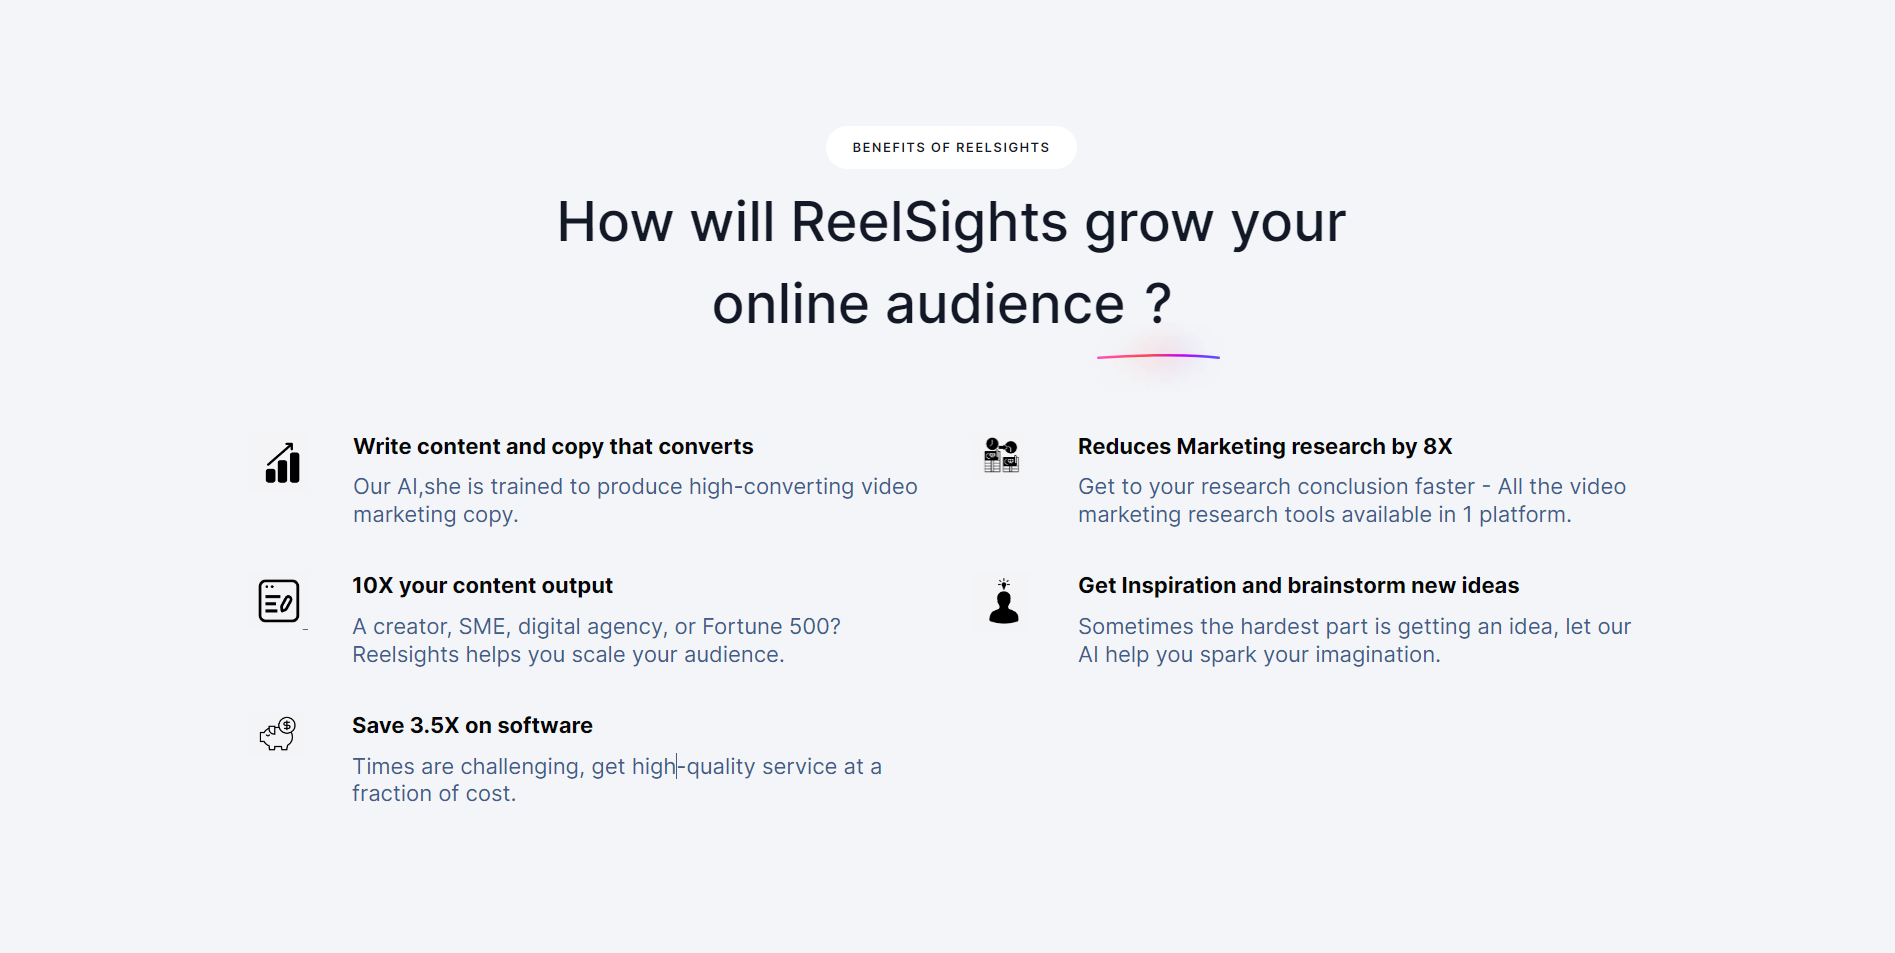 BENEFITS OF REELSIGHTS
How will ReelSights grow your
online audience ?
Write content and copy that converts
Our AI,she is trained to produce high-converting video
marketing copy.
Reduces Marketing research by 8X
Get to your research conclusion faster - All the video
marketing research tools available in 1 platform.
10X your content output
A creator, SME, digital agency, or Fortune 500?
Reelsights helps you scale your audience.
Get Inspiration and brainstorm new ideas
Sometimes the hardest part is getting an idea, let our
AI help you spark your imagination.
Save 3.5X on software
Times are challenging, get high-quality service at a
fraction of cost.